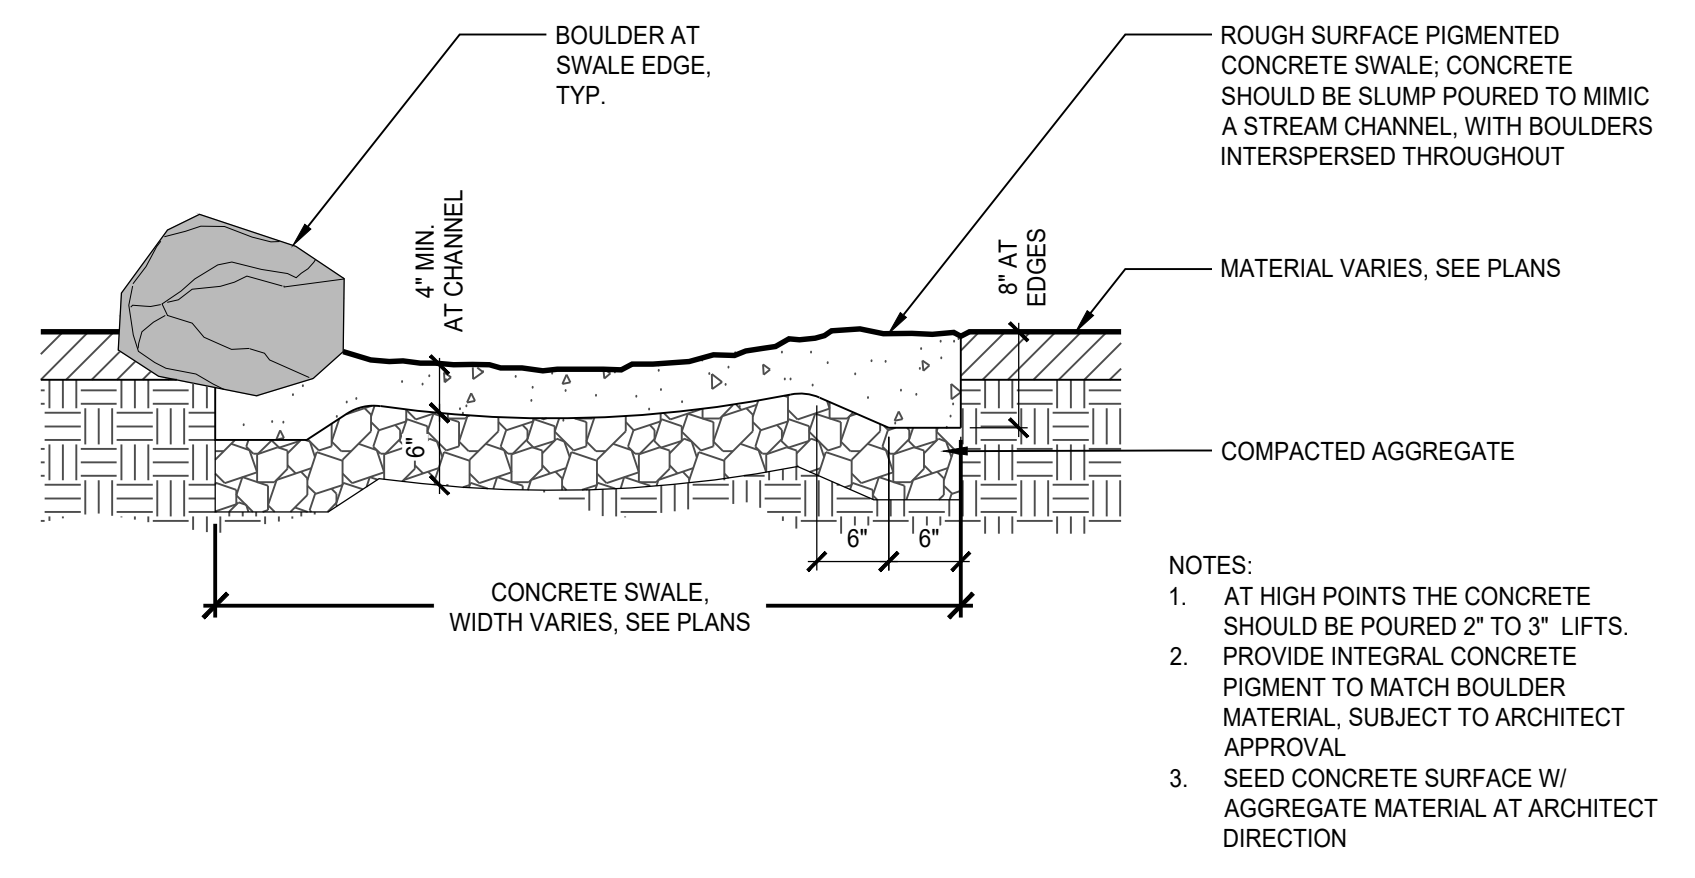 BOULDER AT
SWALE EDGE,
TYP.
ROUGH SURFACE PIGMENTED
CONCRETE SWALE; CONCRETE
SHOULD BE SLUMP POURED TO MIMIC
A STREAM CHANNEL, WITH BOULDERS
INTERSPERSED THROUGHOUT
4" MIN.
AT CHANNEL
8" AT
EDGES
MATERIAL VARIES, SEE PLANS
6"
COMPACTED AGGREGATE
6"
6"
CONCRETE SWALE,
WIDTH VARIES, SEE PLANS
NOTES:
1. AT HIGH POINTS THE CONCRETE
SHOULD BE POURED 2" TO 3" LIFTS.
2. PROVIDE INTEGRAL CONCRETE
PIGMENT TO MATCH BOULDER
MATERIAL, SUBJECT TO ARCHITECT
APPROVAL
3. SEED CONCRETE SURFACE W/
AGGREGATE MATERIAL AT ARCHITECT
DIRECTION